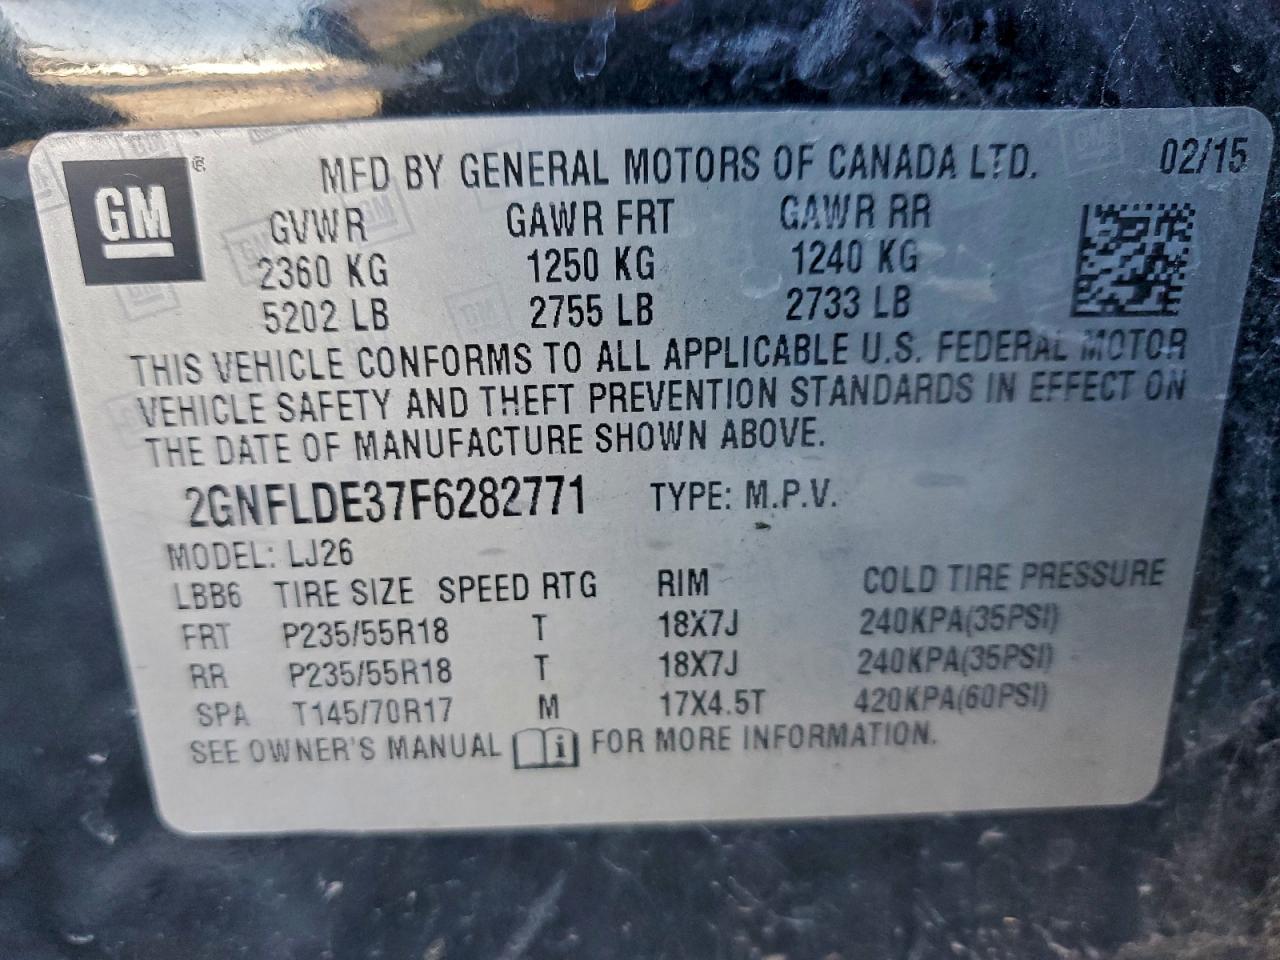 GM ® MFD BY GENERAL MOTORS OF CANADA LTD. 02/15
GVWR GAWR FRT GAWR RR
2360 KG 1250 KG 1240 KG
5202 LB 2755 LB 2733 LB
THIS VEHICLE CONFORMS TO ALL APPLICABLE U.S. FEDERAL MOTOR
VEHICLE SAFETY AND THEFT PREVENTION STANDARDS IN EFFECT ON
THE DATE OF MANUFACTURE SHOWN ABOVE.
2GNFLDE37F6282771 TYPE: M.P.V.
MODEL: LJ26
LBB6 TIRE SIZE SPEED RTG RIM COLD TIRE PRESSURE
FRT P235/55R18 T 18X7J 240KPA(35PSI)
RR P235/55R18 T 18X7J 240KPA(35PSI)
SPA T145/70R17 M 17X4.5T 420KPA(60PSI)
SEE OWNER'S MANUAL i FOR MORE INFORMATION.